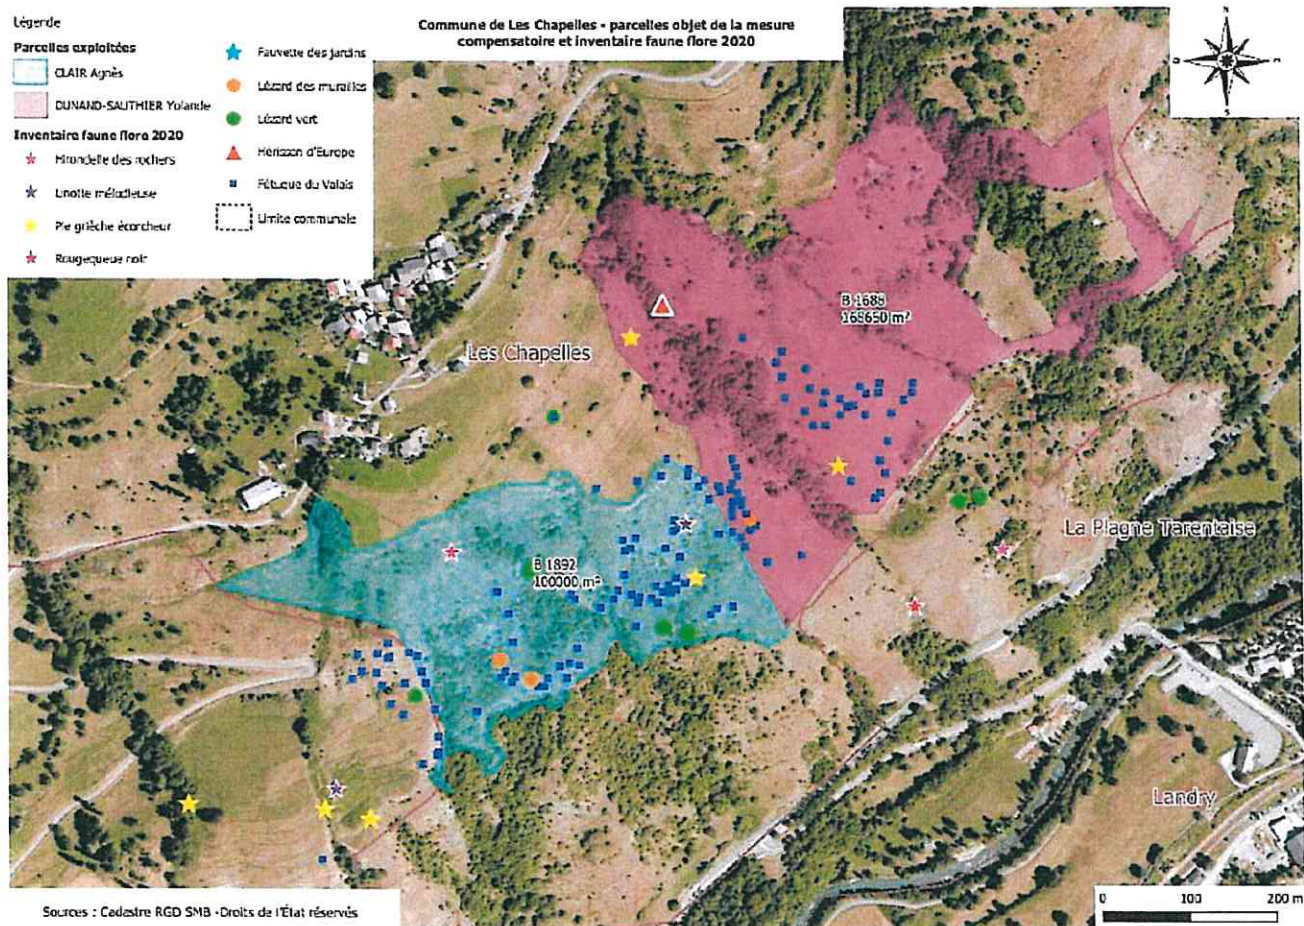 Légende
Parcelles exploitées
CLAIR Agnès
DUNAND-SAUTHIER Yolande
Inventaire faune flore 2020
Hirondelle des rochers
Linotte mélodieuse
Pie grièche écorcheur
Rougequeue noir
Fauvette des jardins
Lézard des murailles
Lézard vert
Hérisson d'Europe
Fétuque du Valais
Limite communale
Commune de Les Chapelles - parcelles objet de la mesure
compensatoire et inventaire faune flore 2020
N
S
B 1688
168650 m²
Les Chapelles
La Plagne Tarentaise
B 1892
100000 m²
Landry
Sources : Cadastre RGD SMB -Droits de l'État réservés
0 100 200 m